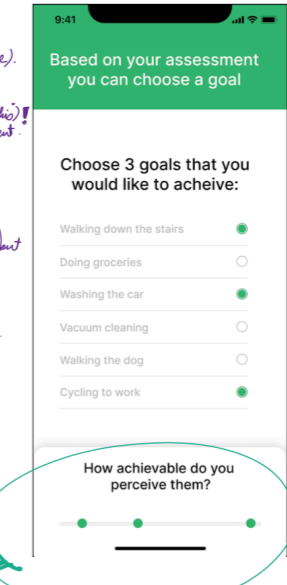 9:41
Based on your assessment
you can choose a goal
Choose 3 goals that you
would like to acheive:
Walking down the stairs
Doing groceries
Washing the car
Vacuum cleaning
Walking the dog
Cycling to work
How achievable do you
perceive them?